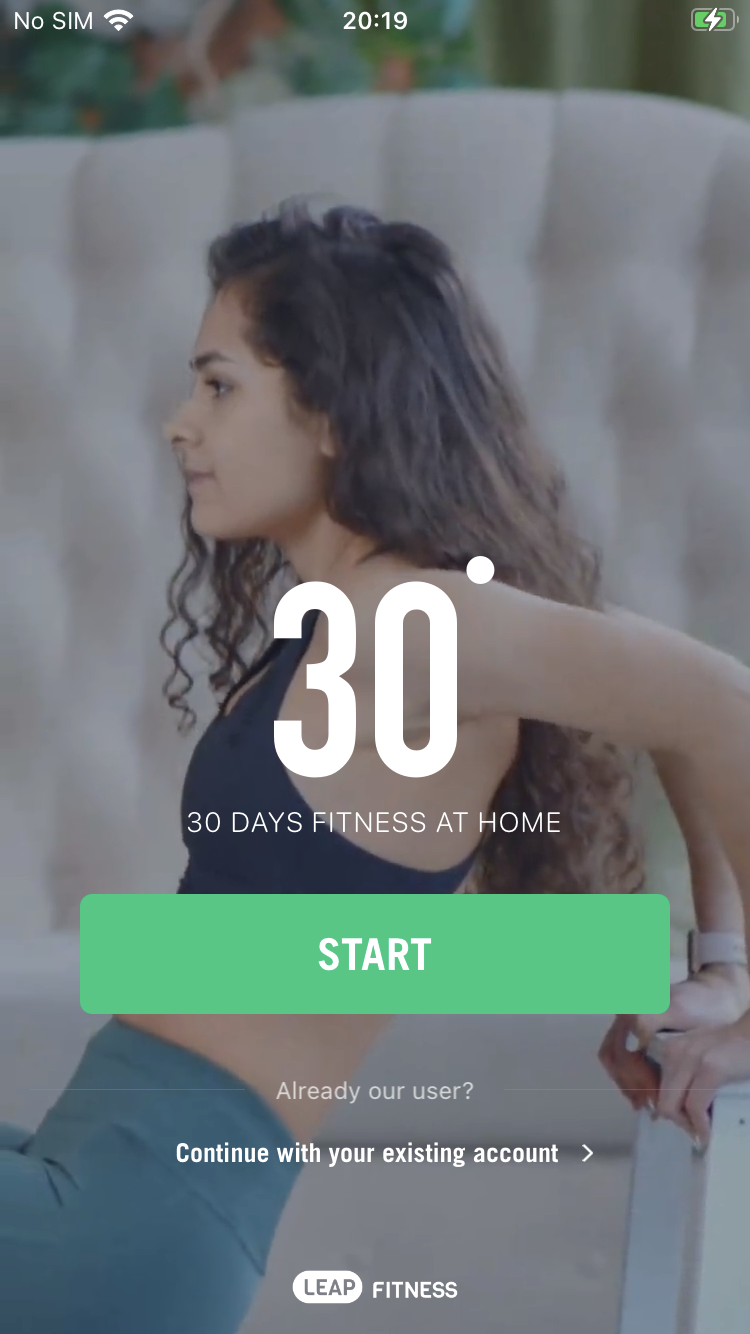 No SIM 20:19
30
30 DAYS FITNESS AT HOME
START
Already our user?
Continue with your existing account
LEAP FITNESS